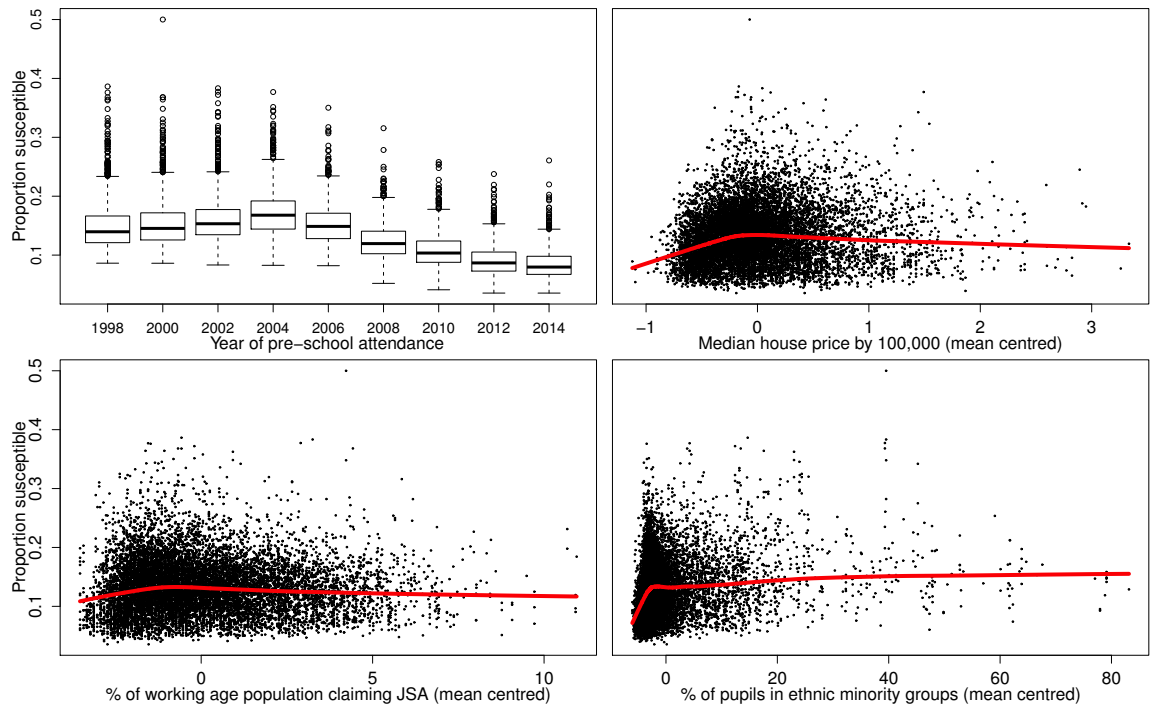 Proportion susceptible
0.1 0.2 0.3 0.4 0.5
1998 2000 2002 2004 2006 2008 2010 2012 2014
Year of pre−school attendance
−1 0 1 2 3
Median house price by 100,000 (mean centred)
Proportion susceptible
0.1 0.2 0.3 0.4 0.5
0 5 10
% of working age population claiming JSA (mean centred)
0 20 40 60 80
% of pupils in ethnic minority groups (mean centred)